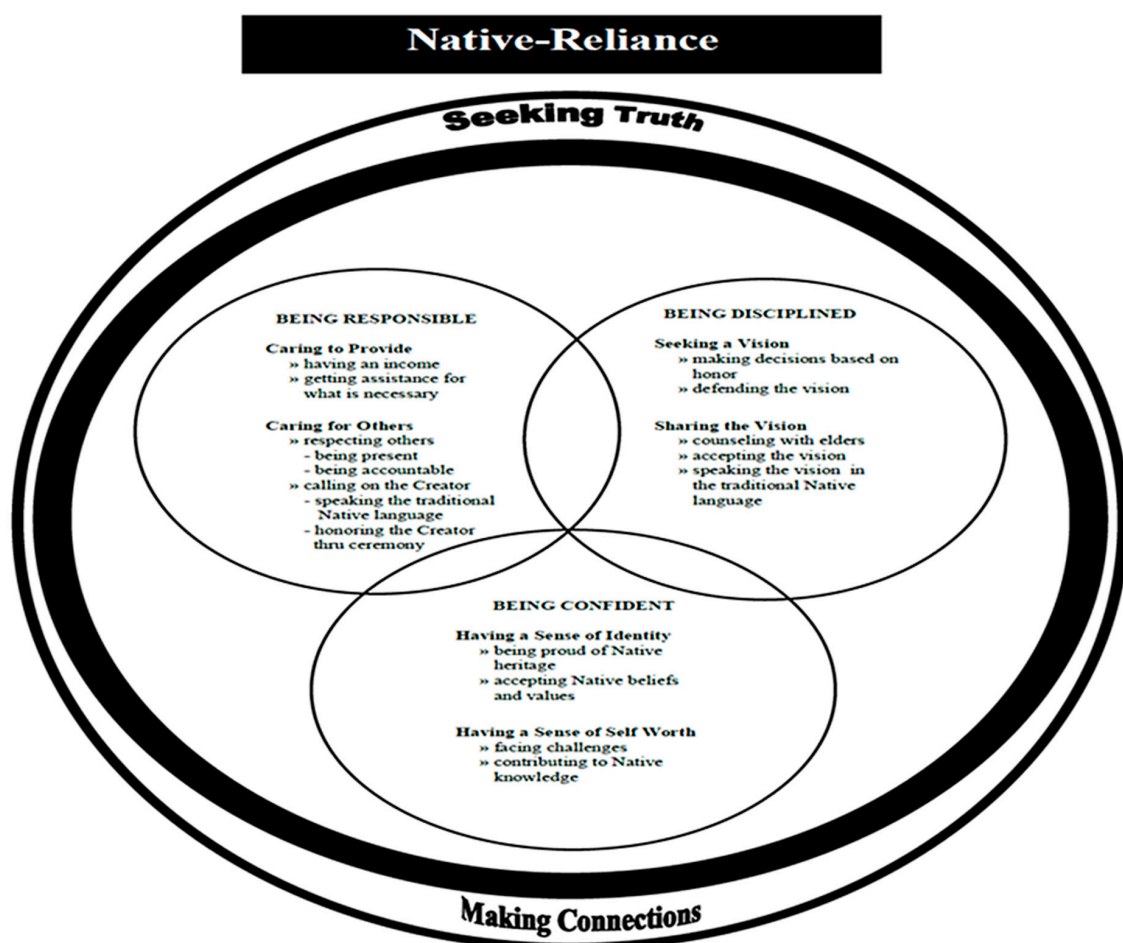 Native-Reliance
Seeking Truth
BEING RESPONSIBLE
Caring to Provide
» having an income
» getting assistance for
what is necessary
Caring for Others
» respecting others
- being present
- being accountable
» calling on the Creator
- speaking the traditional
Native language
- honoring the Creator
thru ceremony
BEING DISCIPLINED
Seeking a Vision
» making decisions based on
honor
» defending the vision
Sharing the Vision
» counseling with elders
» accepting the vision
» speaking the vision in
the traditional Native
language
BEING CONFIDENT
Having a Sense of Identity
» being proud of Native
heritage
» accepting Native beliefs
and values
Having a Sense of Self Worth
» facing challenges
» contributing to Native
knowledge
Making Connections